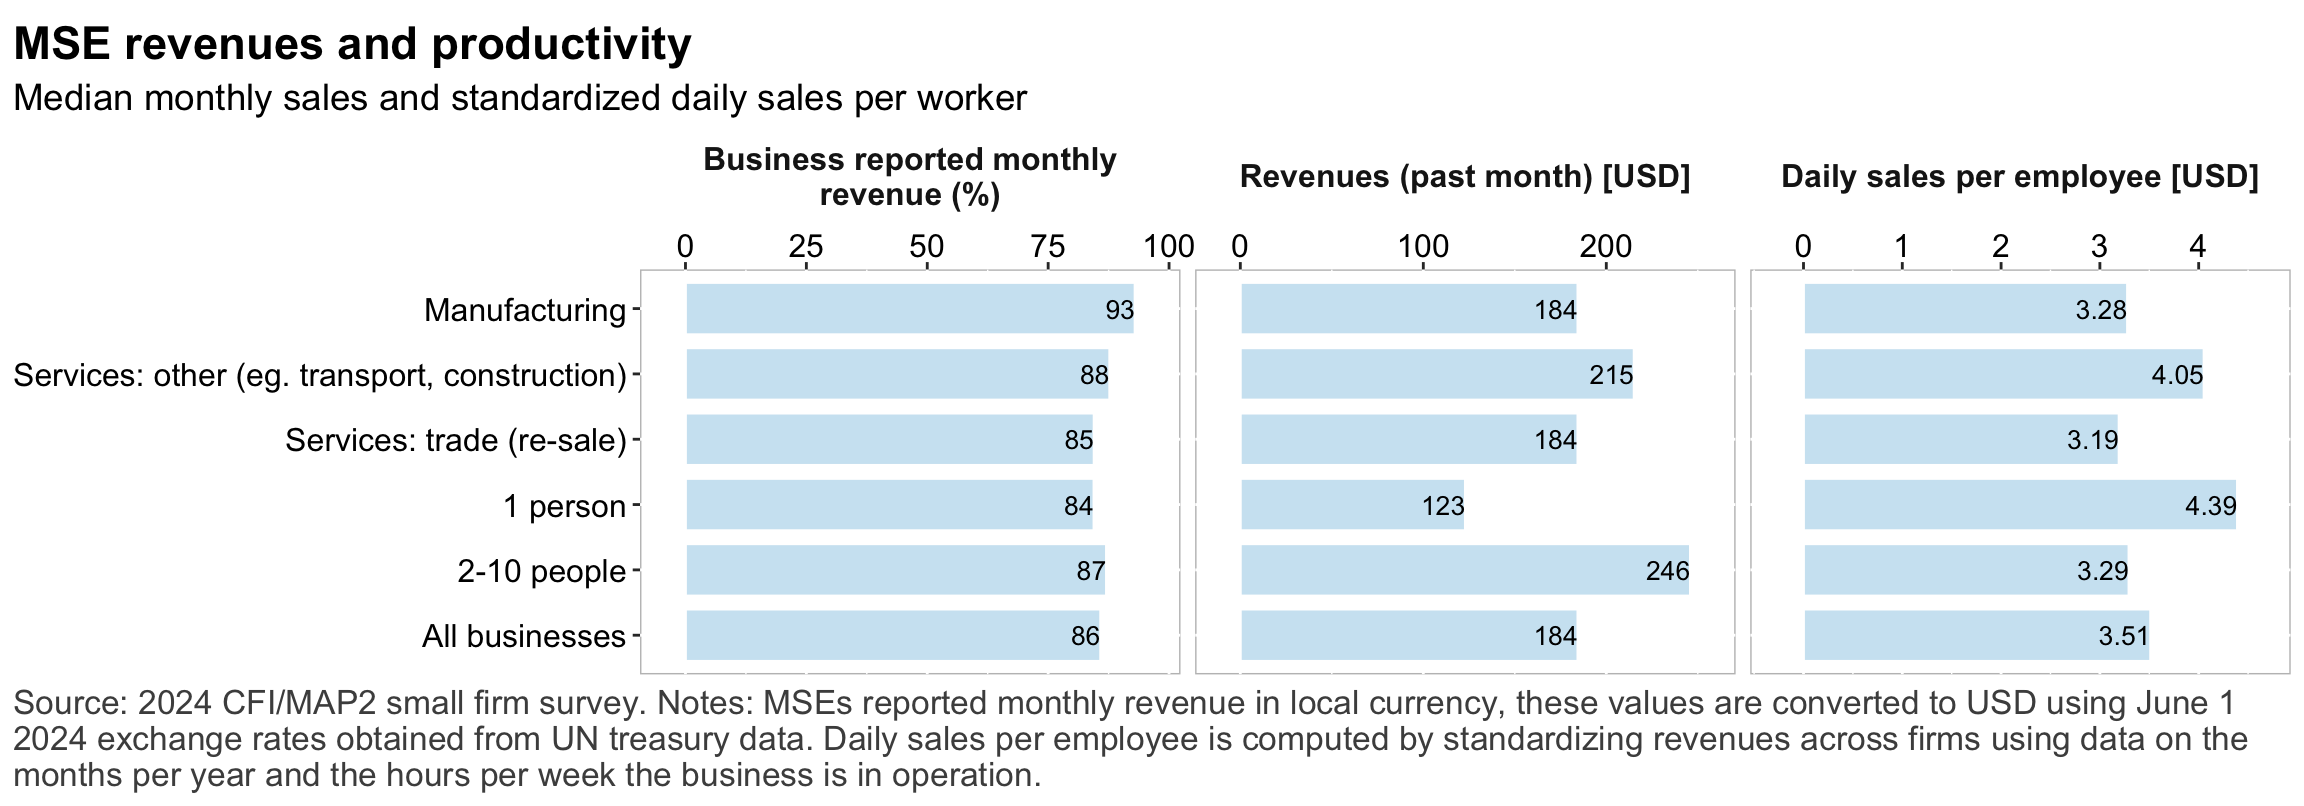 MSE revenues and productivity
Median monthly sales and standardized daily sales per worker
Business reported monthly
revenue (%)
Revenues (past month) [USD]
Daily sales per employee [USD]
0 25 50 75 100 0 100 200 0 1 2 3 4
Manufacturing 93 184 3.28
Services: other (eg. transport, construction) 88 215 4.05
Services: trade (re-sale) 85 184 3.19
1 person 84 123 4.39
2-10 people 87 246 3.29
All businesses 86 184 3.51
Source: 2024 CFI/MAP2 small firm survey. Notes: MSEs reported monthly revenue in local currency, these values are converted to USD using June 1
2024 exchange rates obtained from UN treasury data. Daily sales per employee is computed by standardizing revenues across firms using data on the
months per year and the hours per week the business is in operation.